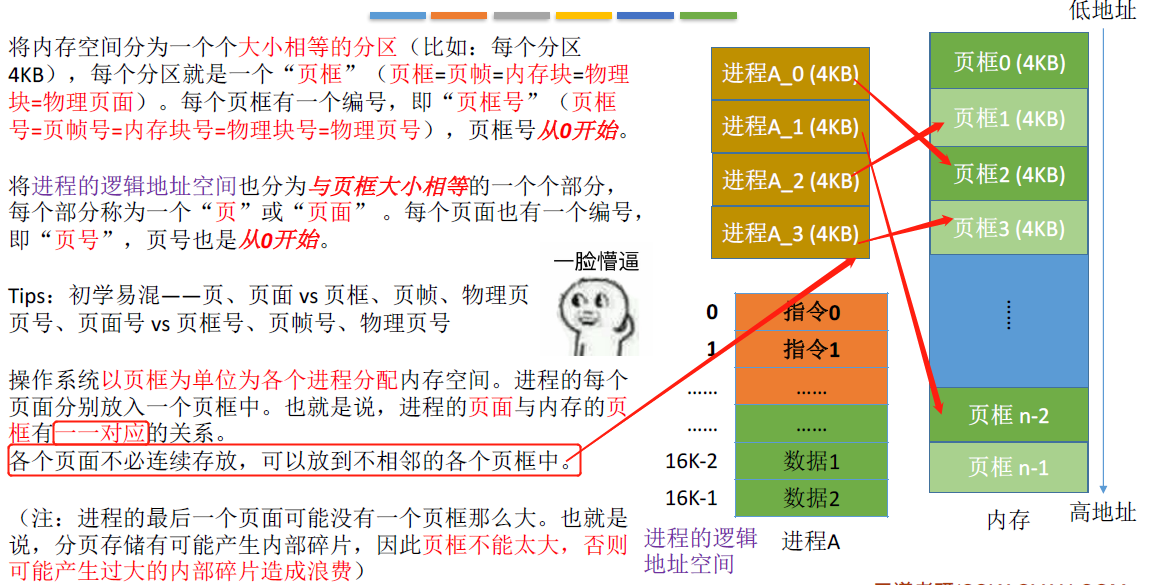 将内存空间分为一个个大小相等的分区（比如：每个分区
4KB），每个分区就是一个“页框”（页框=页帧=内存块=物理
块=物理页面）。每个页框有一个编号，即“页框号”（页框
号=页帧号=内存块号=物理块号=物理页号），页框号从0开始。
将进程的逻辑地址空间也分为与页框大小相等的一个个部分，
每个部分称为一个“页”或“页面” 。每个页面也有一个编号，
即“页号”，页号也是从0开始。
一脸懵逼
Tips：初学易混——页、页面 vs 页框、页帧、物理页
页号、页面号 vs 页框号、页帧号、物理页号
操作系统以页框为单位为各个进程分配内存空间。进程的每个
页面分别放入一个页框中。也就是说，进程的页面与内存的页
框有一一对应的关系。
各个页面不必连续存放，可以放到不相邻的各个页框中。
（注：进程的最后一个页面可能没有一个页框那么大。也就是
说，分页存储有可能产生内部碎片，因此页框不能太大，否则
可能产生过大的内部碎片造成浪费）
进程A_0 (4KB)
进程A_1 (4KB)
进程A_2 (4KB)
进程A_3 (4KB)
0 指令0
1 指令1
…… ……
…… ……
16K-2 数据1
16K-1 数据2
进程的逻辑
地址空间
进程A
低地址
页框0 (4KB)
页框1 (4KB)
页框2 (4KB)
页框3 (4KB)
……
页框 n-2
页框 n-1
内存
高地址